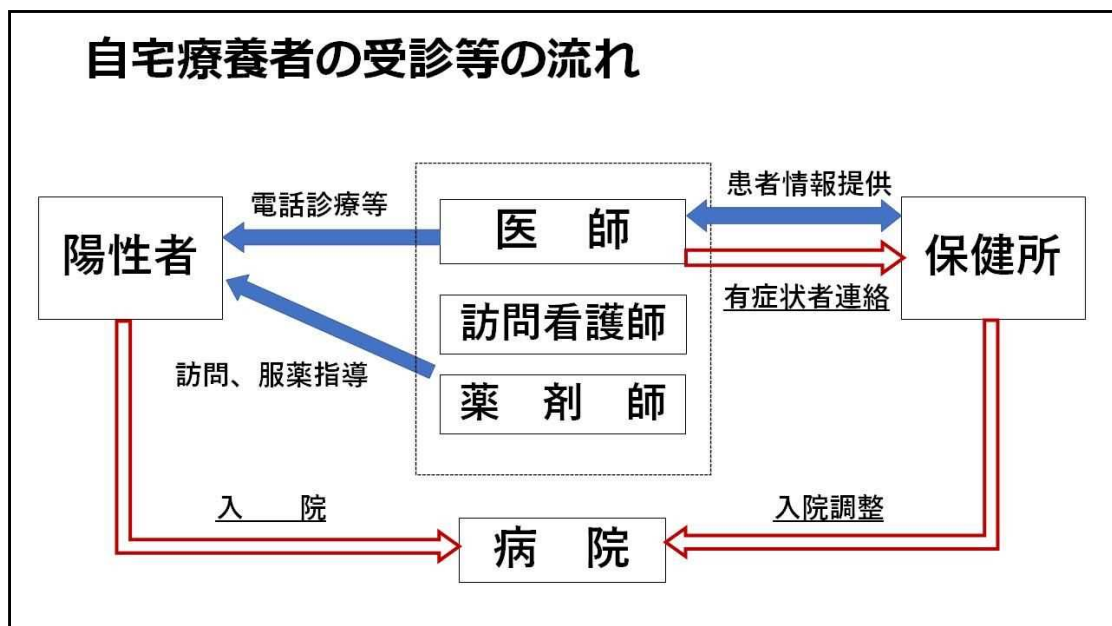 自宅療養者の受診等の流れ
電話診療等
患者情報提供
陽性者
医　師
保健所
有症状者連絡
訪問看護師
訪問、服薬指導
薬　剤　師
入　　院
入院調整
病　院